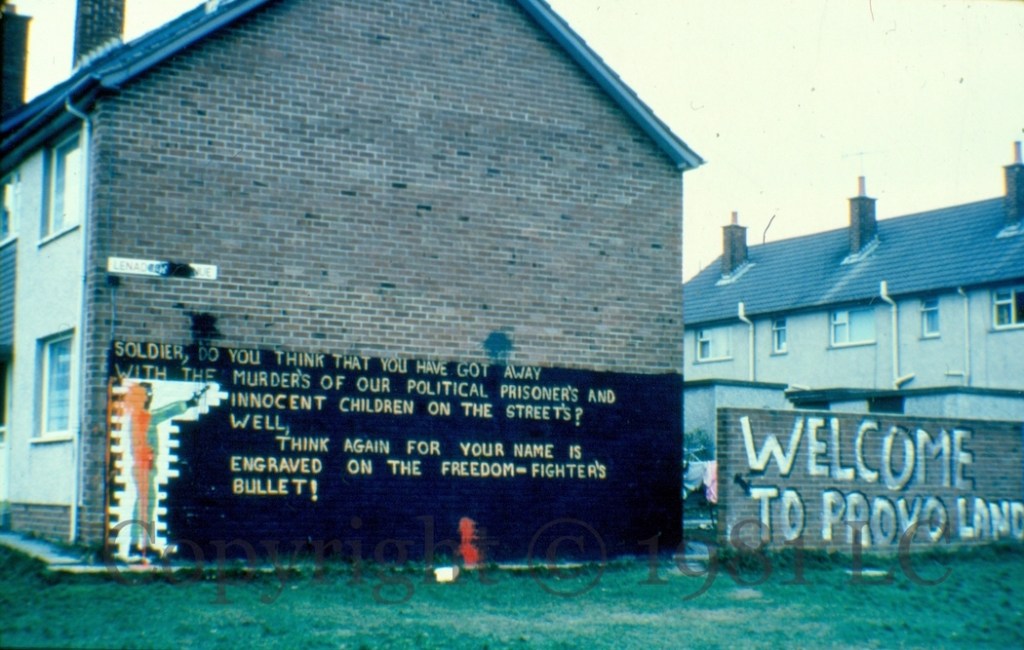 SOLDIER, DO YOU THINK THAT YOU HAVE GOT AWAY
WITH THE MURDER'S OF OUR POLITICAL PRISONER'S AND
INNOCENT CHILDREN ON THE STREET'S?
WELL,
THINK AGAIN FOR YOUR NAME IS
ENGRAVED ON THE FREEDOM-FIGHTER'S
BULLET!
WELCOME
TO PROVO LAND
Copyright © 1981 LC